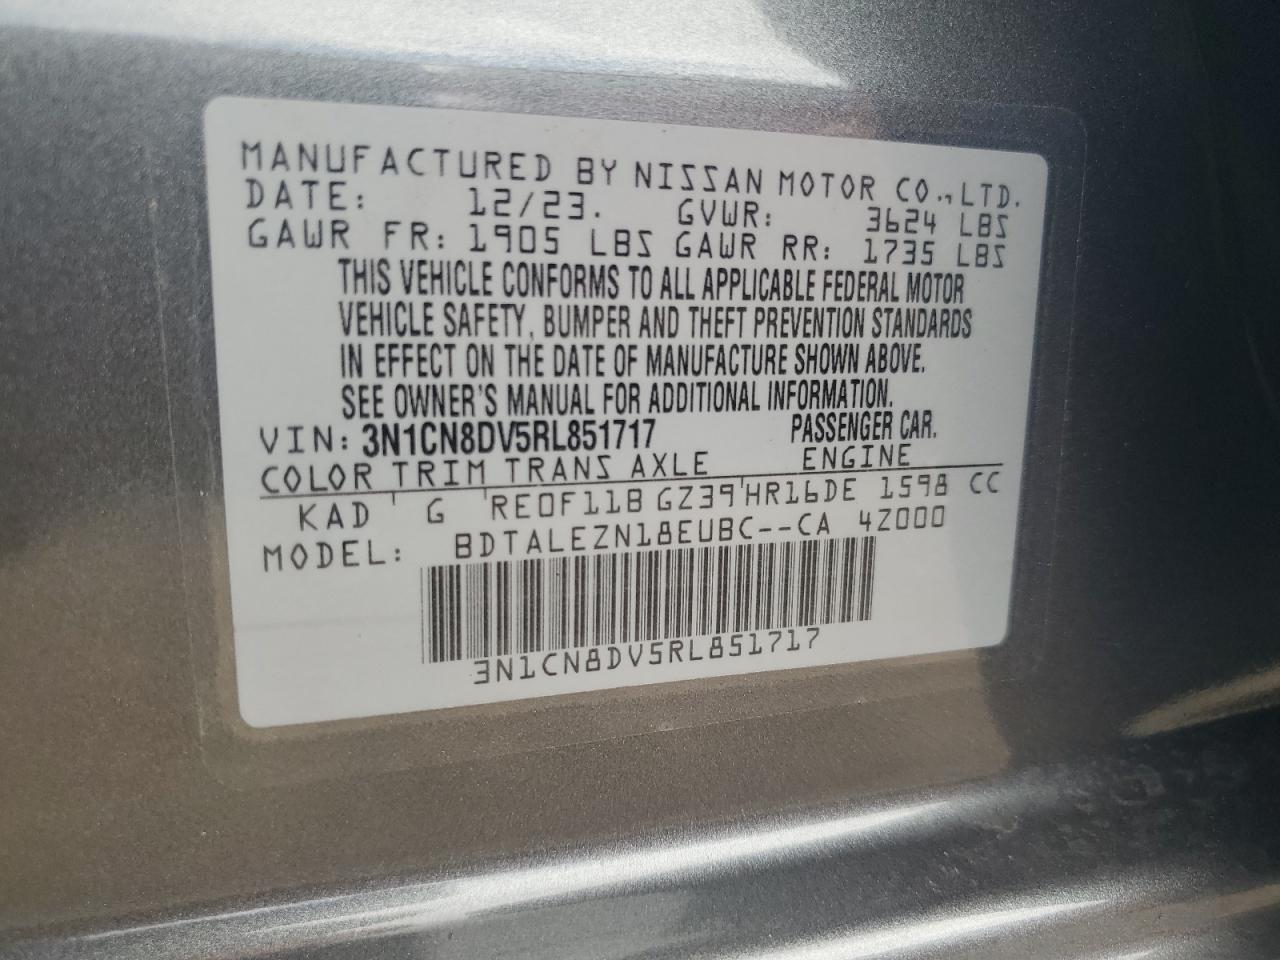 MANUFACTURED BY NISSAN MOTOR CO., LTD.
DATE: 12/23. GVWR: 3624 LBS
GAWR FR: 1905 LBS GAWR RR: 1735 LBS
THIS VEHICLE CONFORMS TO ALL APPLICABLE FEDERAL MOTOR
VEHICLE SAFETY, BUMPER AND THEFT PREVENTION STANDARDS
IN EFFECT ON THE DATE OF MANUFACTURE SHOWN ABOVE.
SEE OWNER'S MANUAL FOR ADDITIONAL INFORMATION.
VIN: 3N1CN8DV5RL851717 PASSENGER CAR.
COLOR TRIM TRANS AXLE ENGINE
KAD G RE0F11B GZ39 HR16DE 1598 CC
MODEL: BDTALEZN18EUBC--CA 4Z000
3N1CN8DV5RL851717